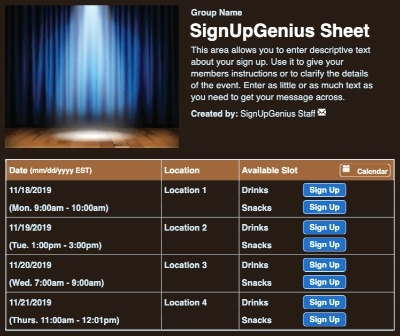 Group Name
SignUpGenius Sheet
This area allows you to enter descriptive text
about your sign up. Use it to give your
members instructions or to clarify the details
of the event. Enter as little or as much text as
you need to get your message across.
Created by: SignUpGenius Staff
Date (mm/dd/yyyy EST) Location Available Slot Calendar
11/18/2019 Location 1 Drinks Sign Up
(Mon. 9:00am - 10:00am) Snacks Sign Up
11/19/2019 Location 2 Drinks Sign Up
(Tue. 1:00pm - 3:00pm) Snacks Sign Up
11/20/2019 Location 3 Drinks Sign Up
(Wed. 7:00am - 9:00am) Snacks Sign Up
11/21/2019 Location 4 Drinks Sign Up
(Thurs. 11:00am - 12:01pm) Snacks Sign Up